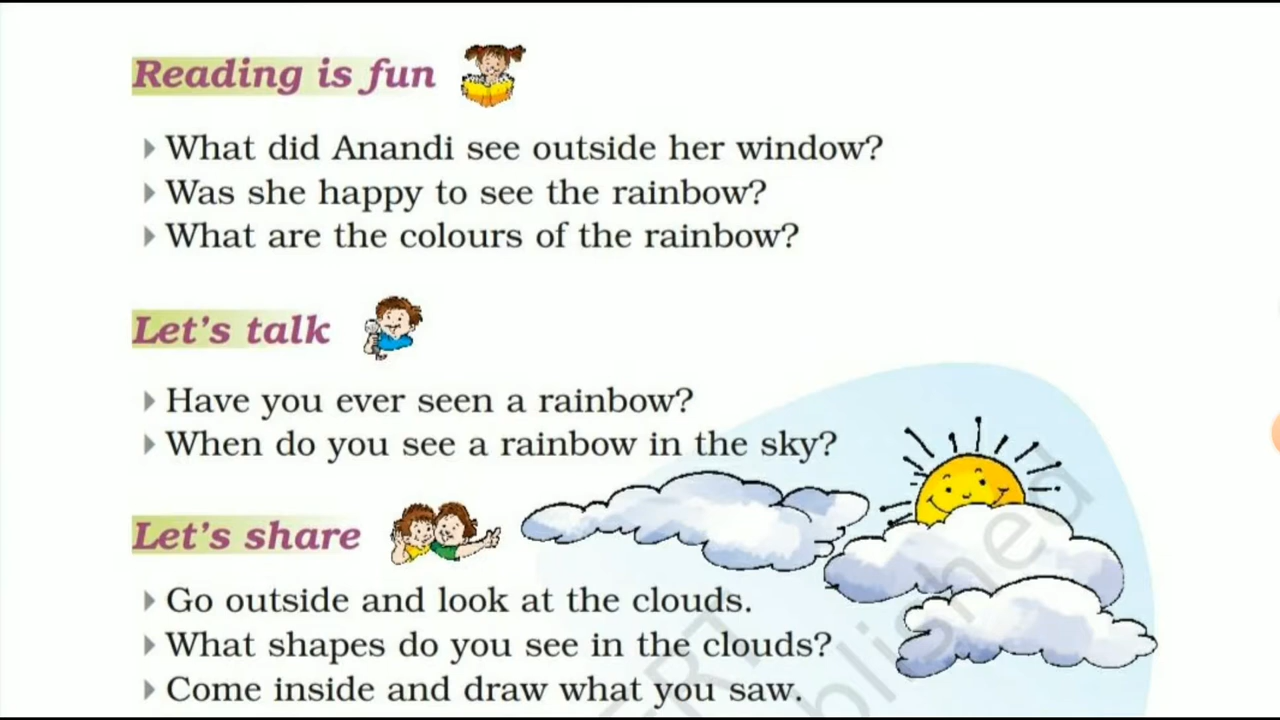 Reading is fun
What did Anandi see outside her window?
Was she happy to see the rainbow?
What are the colours of the rainbow?
Let's talk
Have you ever seen a rainbow?
When do you see a rainbow in the sky?
Let's share
Go outside and look at the clouds.
What shapes do you see in the clouds?
Come inside and draw what you saw.